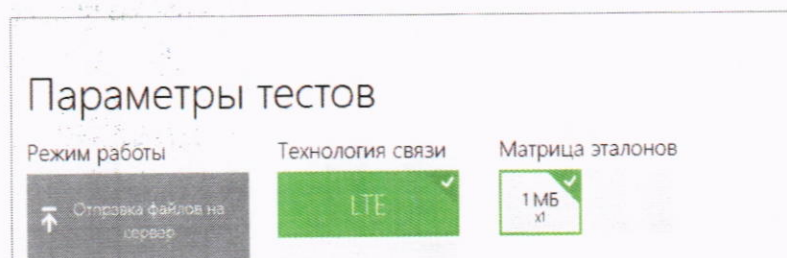 Параметры тестов
Режим работы
Технология связи
Матрица эталонов
Отправка файлов на
сервер
LTE
1 МБ
x1